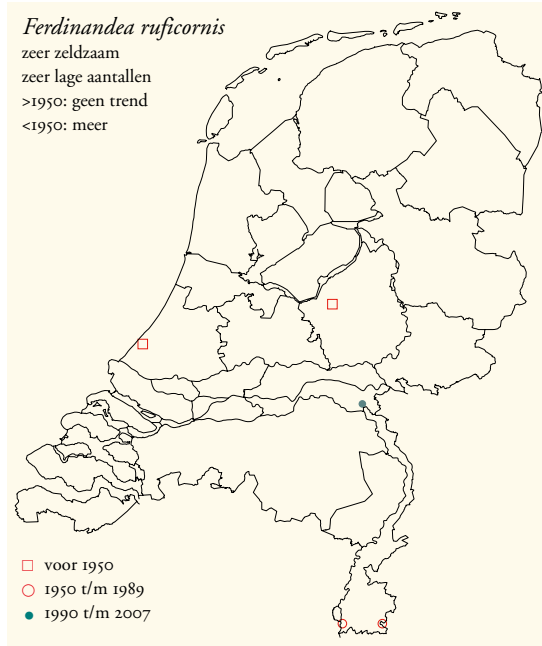 Ferdinandea ruficornis
zeer zeldzaam
zeer lage aantallen
>1950: geen trend
<1950: meer
voor 1950
1950 t/m 1989
1990 t/m 2007